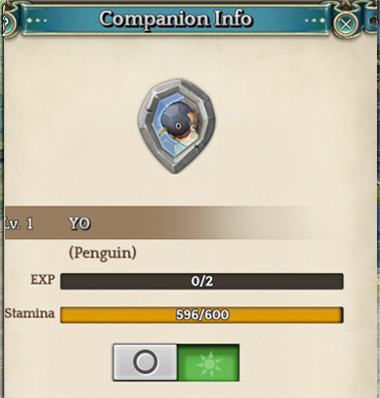 Companion Info
Lv. 1 YO
(Penguin)
EXP 0/2
Stamina 596/600